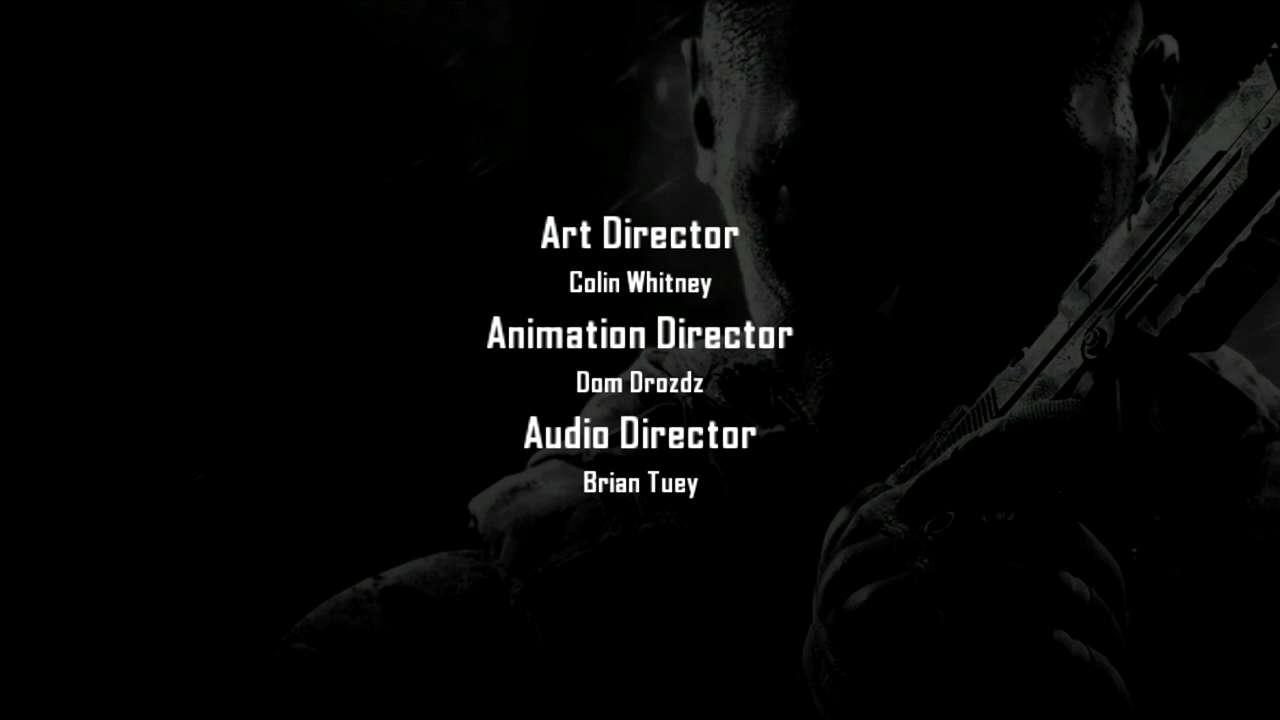 Art Director
Colin Whitney
Animation Director
Dom Drozdz
Audio Director
Brian Tuey